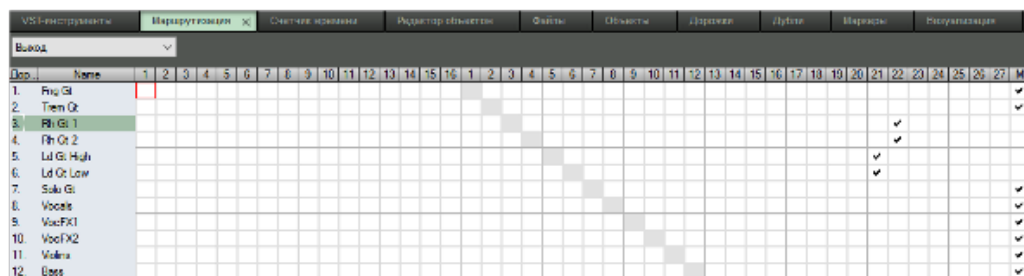 VST-инструменты Маршрутизация × Счетчик времени Редактор объектов Файлы Объекты Дорожки Дубли Маркеры Визуализация
Выход
Дор... Name 1 2 3 4 5 6 7 8 9 10 11 12 13 14 15 16 1 2 3 4 5 6 7 8 9 10 11 12 13 14 15 16 17 18 19 20 21 22 23 24 25 26 27 M
1. Fng Gt
2. Trem Gt
3. Rh Gt 1
4. Rh Gt 2
5. Ld Gt High
6. Ld Gt Low
7. Solo Gt
8. Vocals
9. VocFX1
10. VocFX2
11. Violins
12. Bass